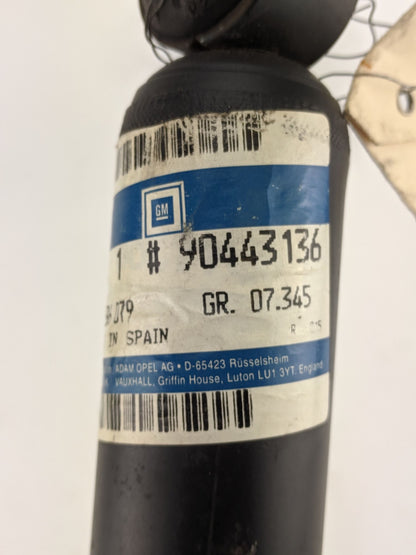 GM
1 # 90443136
079 GR. 07.345
IN SPAIN
ADAM OPEL AG • D-65423 Rüsselsheim
VAUXHALL, Griffin House, Luton LU1 3YT. England